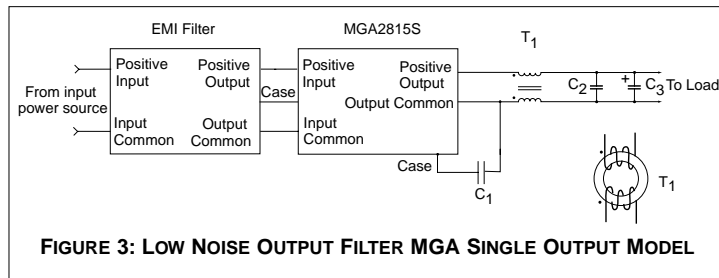 EMI Filter
MGA2815S
T1
Positive Input
Positive Output
Positive Input
Positive Output
From input power source
Case
Output Common
C2
+
C3
To Load
Input Common
Output Common
Input Common
Case
C1
T1
FIGURE 3: LOW NOISE OUTPUT FILTER MGA SINGLE OUTPUT MODEL